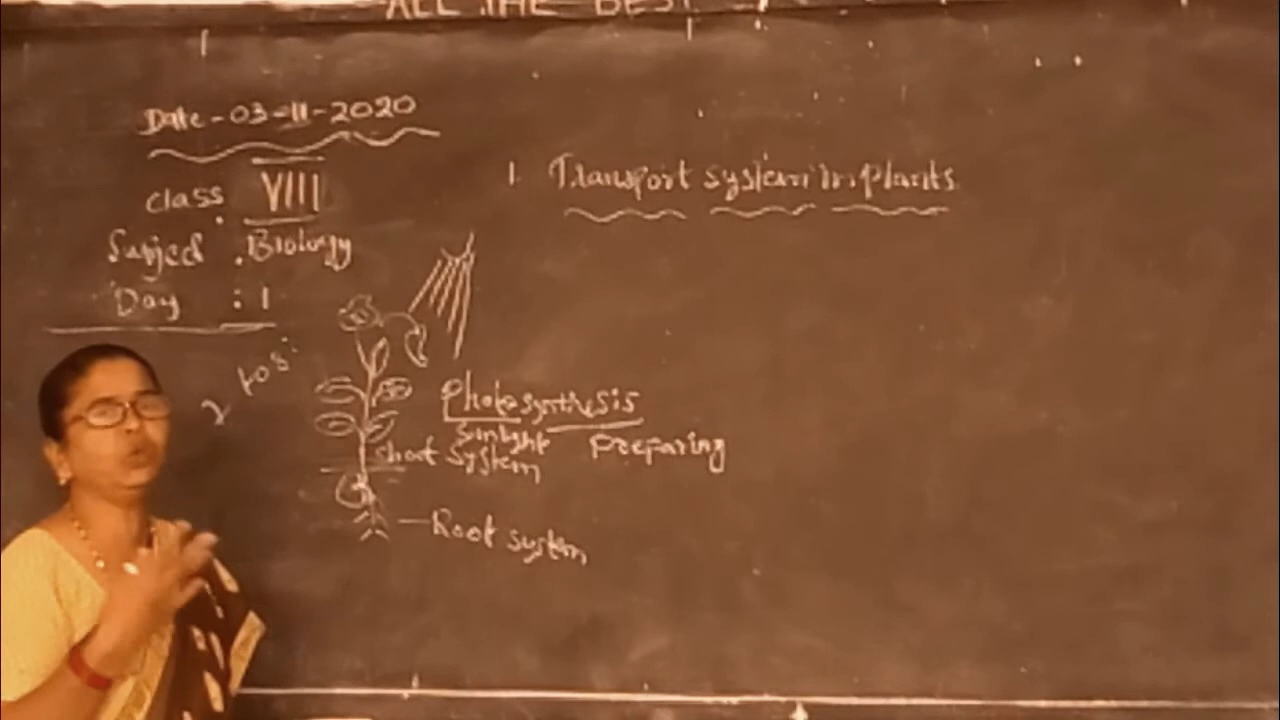 ALL THE BEST
Date - 03-11-2020
class VIII
Subject : Biology
Day : 1
1. Transport system in plants
Photosynthesis
sunlight preparing
shoot system
Root system